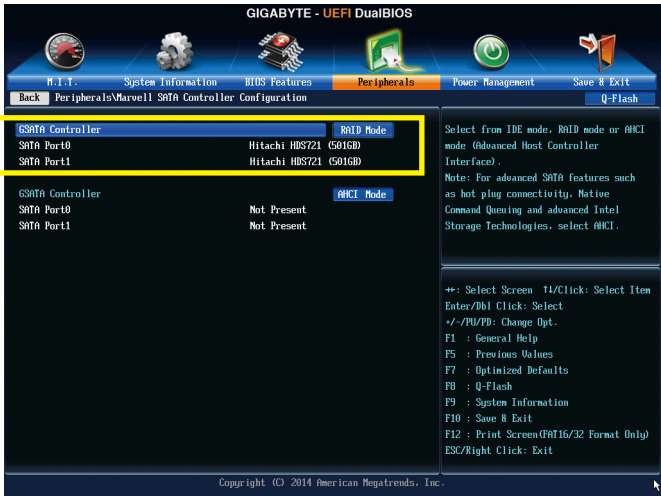 GIGABYTE - UEFI DualBIOS
M.I.T. System Information BIOS Features Peripherals Power Management Save & Exit
Back Peripherals\Marvell SATA Controller Configuration Q-Flash
GSATA Controller RAID Mode
SATA Port0 Hitachi HDS721 (501GB)
SATA Port1 Hitachi HDS721 (501GB)
GSATA Controller AHCI Mode
SATA Port0 Not Present
SATA Port1 Not Present
Select from IDE mode, RAID mode or AHCI
mode (Advanced Host Controller
Interface).
Note: For advanced SATA features such
as hot plug connectivity, Native
Command Queuing and advanced Intel
Storage Technologies, select AHCI.
→←: Select Screen ↑↓/Click: Select Item
Enter/Dbl Click: Select
+/-/PU/PD: Change Opt.
F1 : General Help
F5 : Previous Values
F7 : Optimized Defaults
F8 : Q-Flash
F9 : System Information
F10 : Save & Exit
F12 : Print Screen(FAT16/32 Format Only)
ESC/Right Click: Exit
Copyright (C) 2014 American Megatrends, Inc.